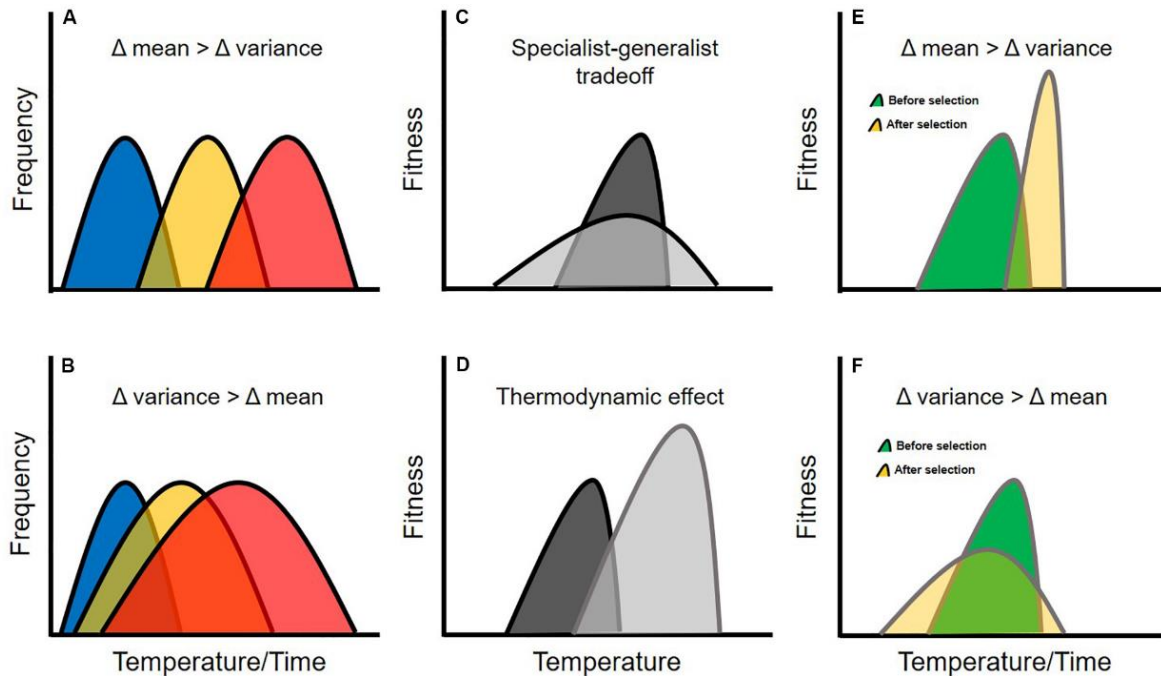 A
Δ mean > Δ variance
Frequency
C
Specialist-generalist
tradeoff
Fitness
E
Δ mean > Δ variance
Before selection
After selection
Fitness
B
Δ variance > Δ mean
Frequency
Temperature/Time
D
Thermodynamic effect
Fitness
Temperature
F
Δ variance > Δ mean
Before selection
After selection
Fitness
Temperature/Time